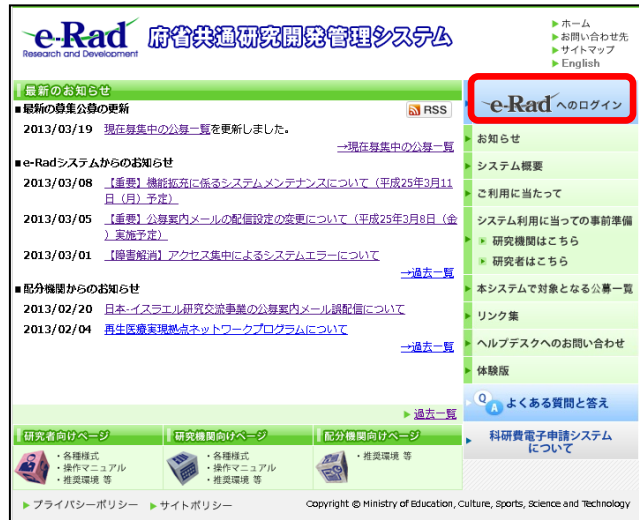 e-Rad
Research and Development
府省共通研究開発管理システム
ホーム
お問い合わせ先
サイトマップ
English
最新のお知らせ
■最新の募集公募の更新
RSS
2013/03/19 現在募集中の公募一覧を更新しました。
→現在募集中の公募一覧
■e-Radシステムからのお知らせ
2013/03/08 【重要】機能拡充に係るシステムメンテナンスについて（平成25年3月11
日（月）予定）
2013/03/05 【重要】公募案内メールの配信設定の変更について（平成25年3月8日（金
）実施予定）
2013/03/01 【障害解消】アクセス集中によるシステムエラーについて
→過去一覧
■配分機関からのお知らせ
2013/02/20 日本-イスラエル研究交流事業の公募案内メール誤配信について
2013/02/04 再生医療実現拠点ネットワークプログラムについて
→過去一覧
過去一覧
e-Rad へのログイン
お知らせ
システム概要
ご利用に当たって
システム利用に当っての事前準備
研究機関はこちら
研究者はこちら
本システムで対象となる公募一覧
リンク集
ヘルプデスクへのお問い合わせ
体験版
Q A よくある質問と答え
科研費電子申請システム
について
研究者向けページ
・各種様式
・操作マニュアル
・推奨環境 等
研究機関向けページ
・各種様式
・操作マニュアル
・推奨環境 等
配分機関向けページ
・推奨環境 等
プライバシーポリシー
サイトポリシー
Copyright © Ministry of Education, Culture, Sports, Science and Technology